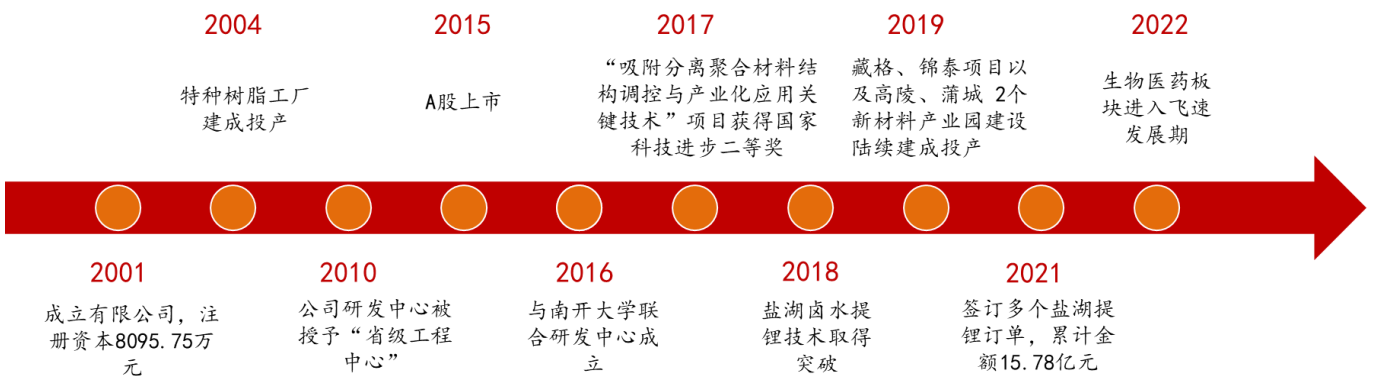 2004
特种树脂工厂
建成投产
2015
A股上市
2017
“吸附分离聚合材料结
构调控与产业化应用关
键技术”项目获得国家
科技进步二等奖
2019
藏格、锦泰项目以
及高陵、蒲城 2个
新材料产业园建设
陆续建成投产
2022
生物医药板
块进入飞速
发展期
2001
成立有限公司，注
册资本8095.75万
元
2010
公司研发中心被
授予“省级工程
中心”
2016
与南开大学联
合研发中心成
立
2018
盐湖卤水提
锂技术取得
突破
2021
签订多个盐湖提
锂订单，累计金
额15.78亿元